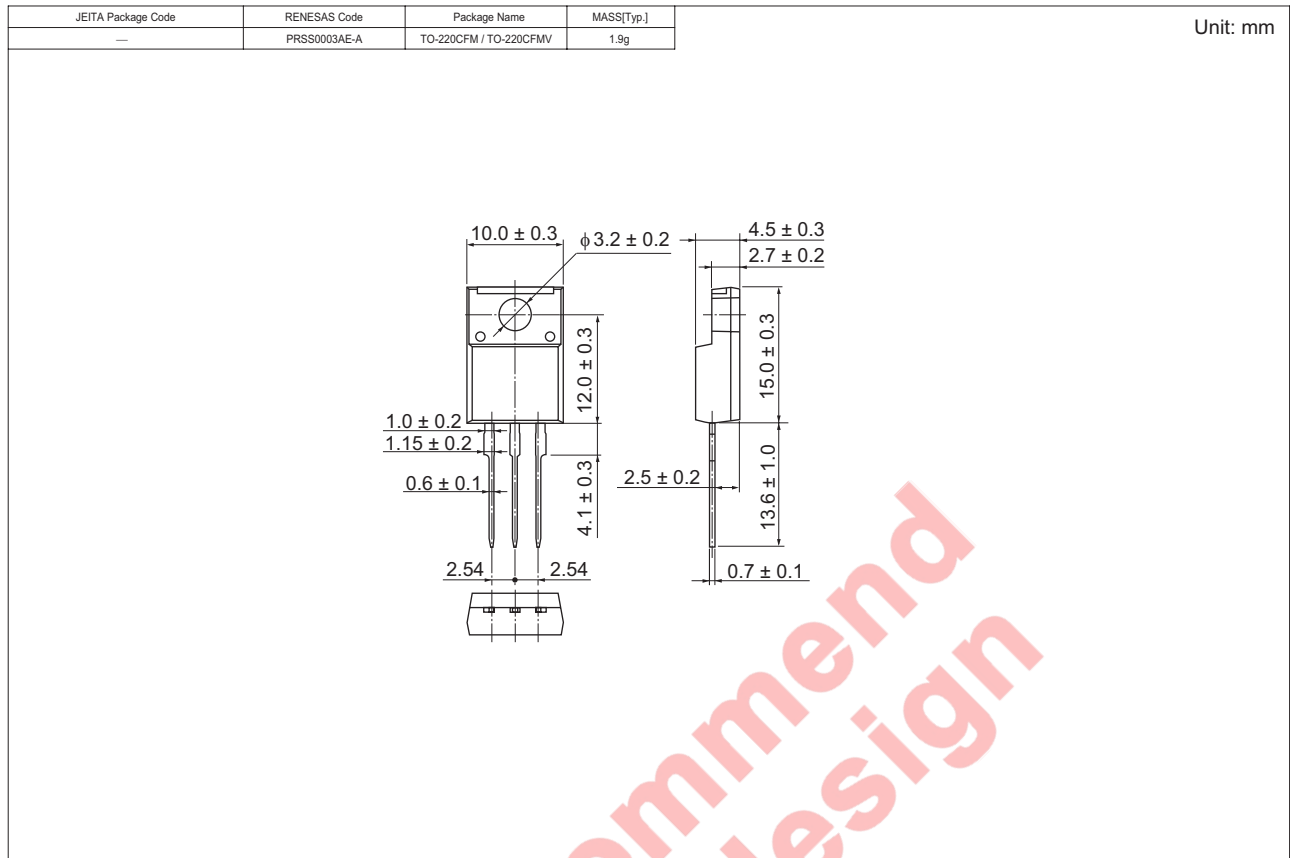 JEITA Package Code RENESAS Code Package Name MASS[Typ.]
— PRSS0003AE-A TO-220CFM / TO-220CFMV 1.9g
Unit: mm
10.0 ± 0.3
ϕ 3.2 ± 0.2
4.5 ± 0.3
2.7 ± 0.2
12.0 ± 0.3
15.0 ± 0.3
1.0 ± 0.2
1.15 ± 0.2
0.6 ± 0.1
4.1 ± 0.3
2.5 ± 0.2
13.6 ± 1.0
2.54 2.54
0.7 ± 0.1
ommend
design